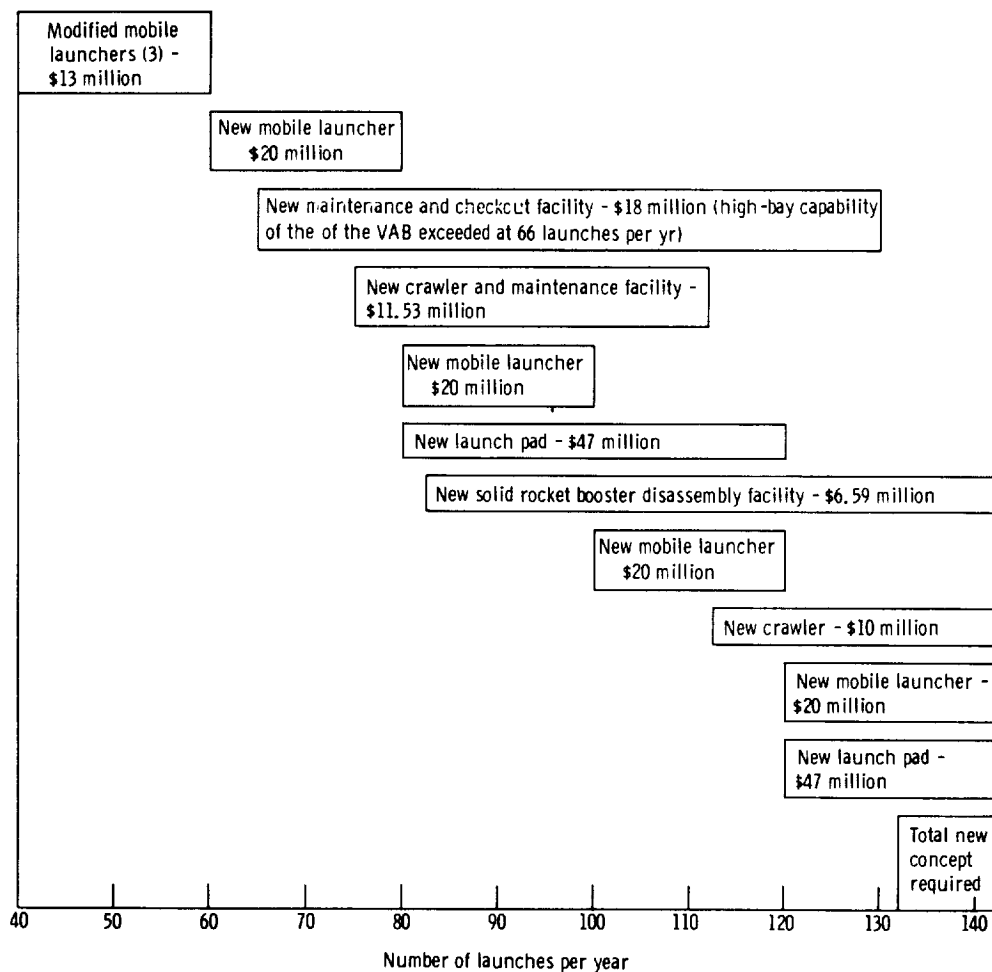 Modified mobile
launchers (3) -
$13 million
New mobile launcher
$20 million
New maintenance and checkout facility - $18 million (high-bay capability
of the of the VAB exceeded at 66 launches per yr)
New crawler and maintenance facility -
$11.53 million
New mobile launcher
$20 million
New launch pad - $47 million
New solid rocket booster disassembly facility - $6.59 million
New mobile launcher
$20 million
New crawler - $10 million
New mobile launcher -
$20 million
New launch pad -
$47 million
Total new
concept
required
40 50 60 70 80 90 100 110 120 130 140
Number of launches per year